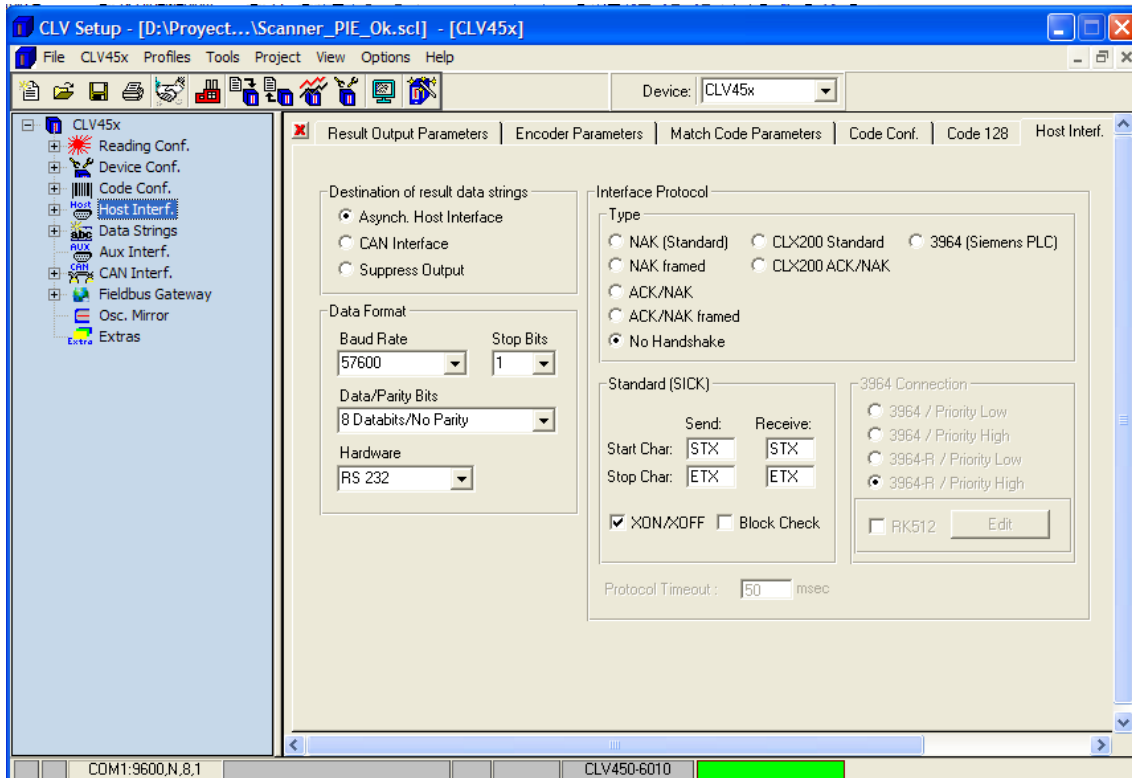 CLV Setup - [D:\Proyect...\Scanner_PIE_Ok.scl] - [CLV45x]
File CLV45x Profiles Tools Project View Options Help
Device: CLV45x
CLV45x
Reading Conf.
Device Conf.
Code Conf.
Host Host Interf.
abc Data Strings
AUX Aux Interf.
CAN CAN Interf.
Fieldbus Gateway
Osc. Mirror
Extra Extras
Result Output Parameters Encoder Parameters Match Code Parameters Code Conf. Code 128 Host Interf.
Destination of result data strings
Asynch. Host Interface
CAN Interface
Suppress Output
Data Format
Baud Rate Stop Bits
57600 1
Data/Parity Bits
8 Databits/No Parity
Hardware
RS 232
Interface Protocol
Type
NAK (Standard) CLX200 Standard 3964 (Siemens PLC)
NAK framed CLX200 ACK/NAK
ACK/NAK
ACK/NAK framed
No Handshake
Standard (SICK)
Send: Receive:
Start Char: STX STX
Stop Char: ETX ETX
XON/XOFF Block Check
3964 Connection
3964 / Priority Low
3964 / Priority High
3964-R / Priority Low
3964-R / Priority High
RK512 Edit
Protocol Timeout : 50 msec
COM1:9600,N,8,1 CLV450-6010